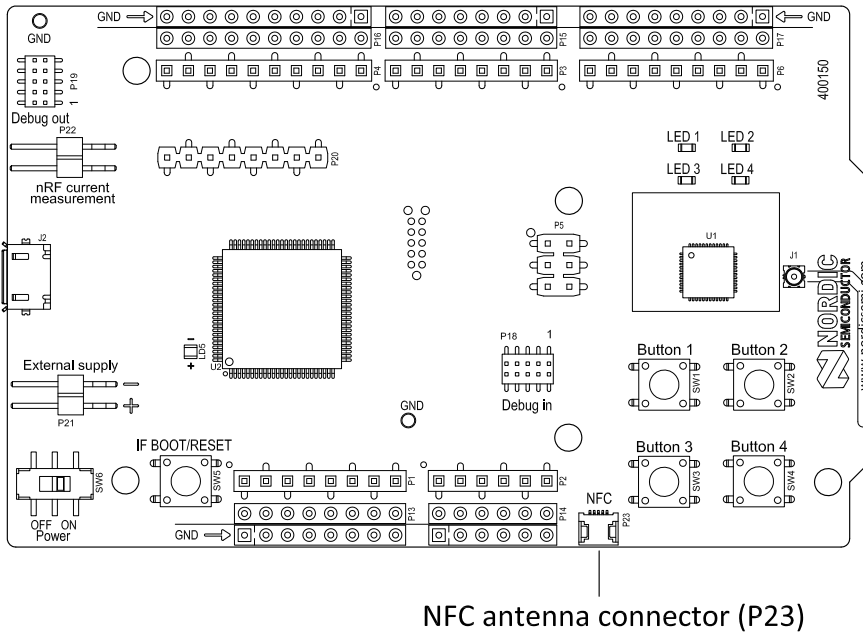 GND
GND
GND
P16
P15
P17
P19
1
Debug out
P4
P3
P6
400150
P22
nRF current
measurement
P20
LED 1
LED 2
LED 3
LED 4
J2
P5
U1
J1
NORDIC
SEMICONDUCTOR
www.nordicsemi.com
- LD5 +
U2
P18
1
Debug in
Button 1
Button 2
SW1
SW2
External supply
P21
- +
GND
IF BOOT/RESET
SW5
SW6
OFF ON
Power
Button 3
Button 4
SW3
SW4
P1
P2
NFC
P13
P14
P23
GND
NFC antenna connector (P23)